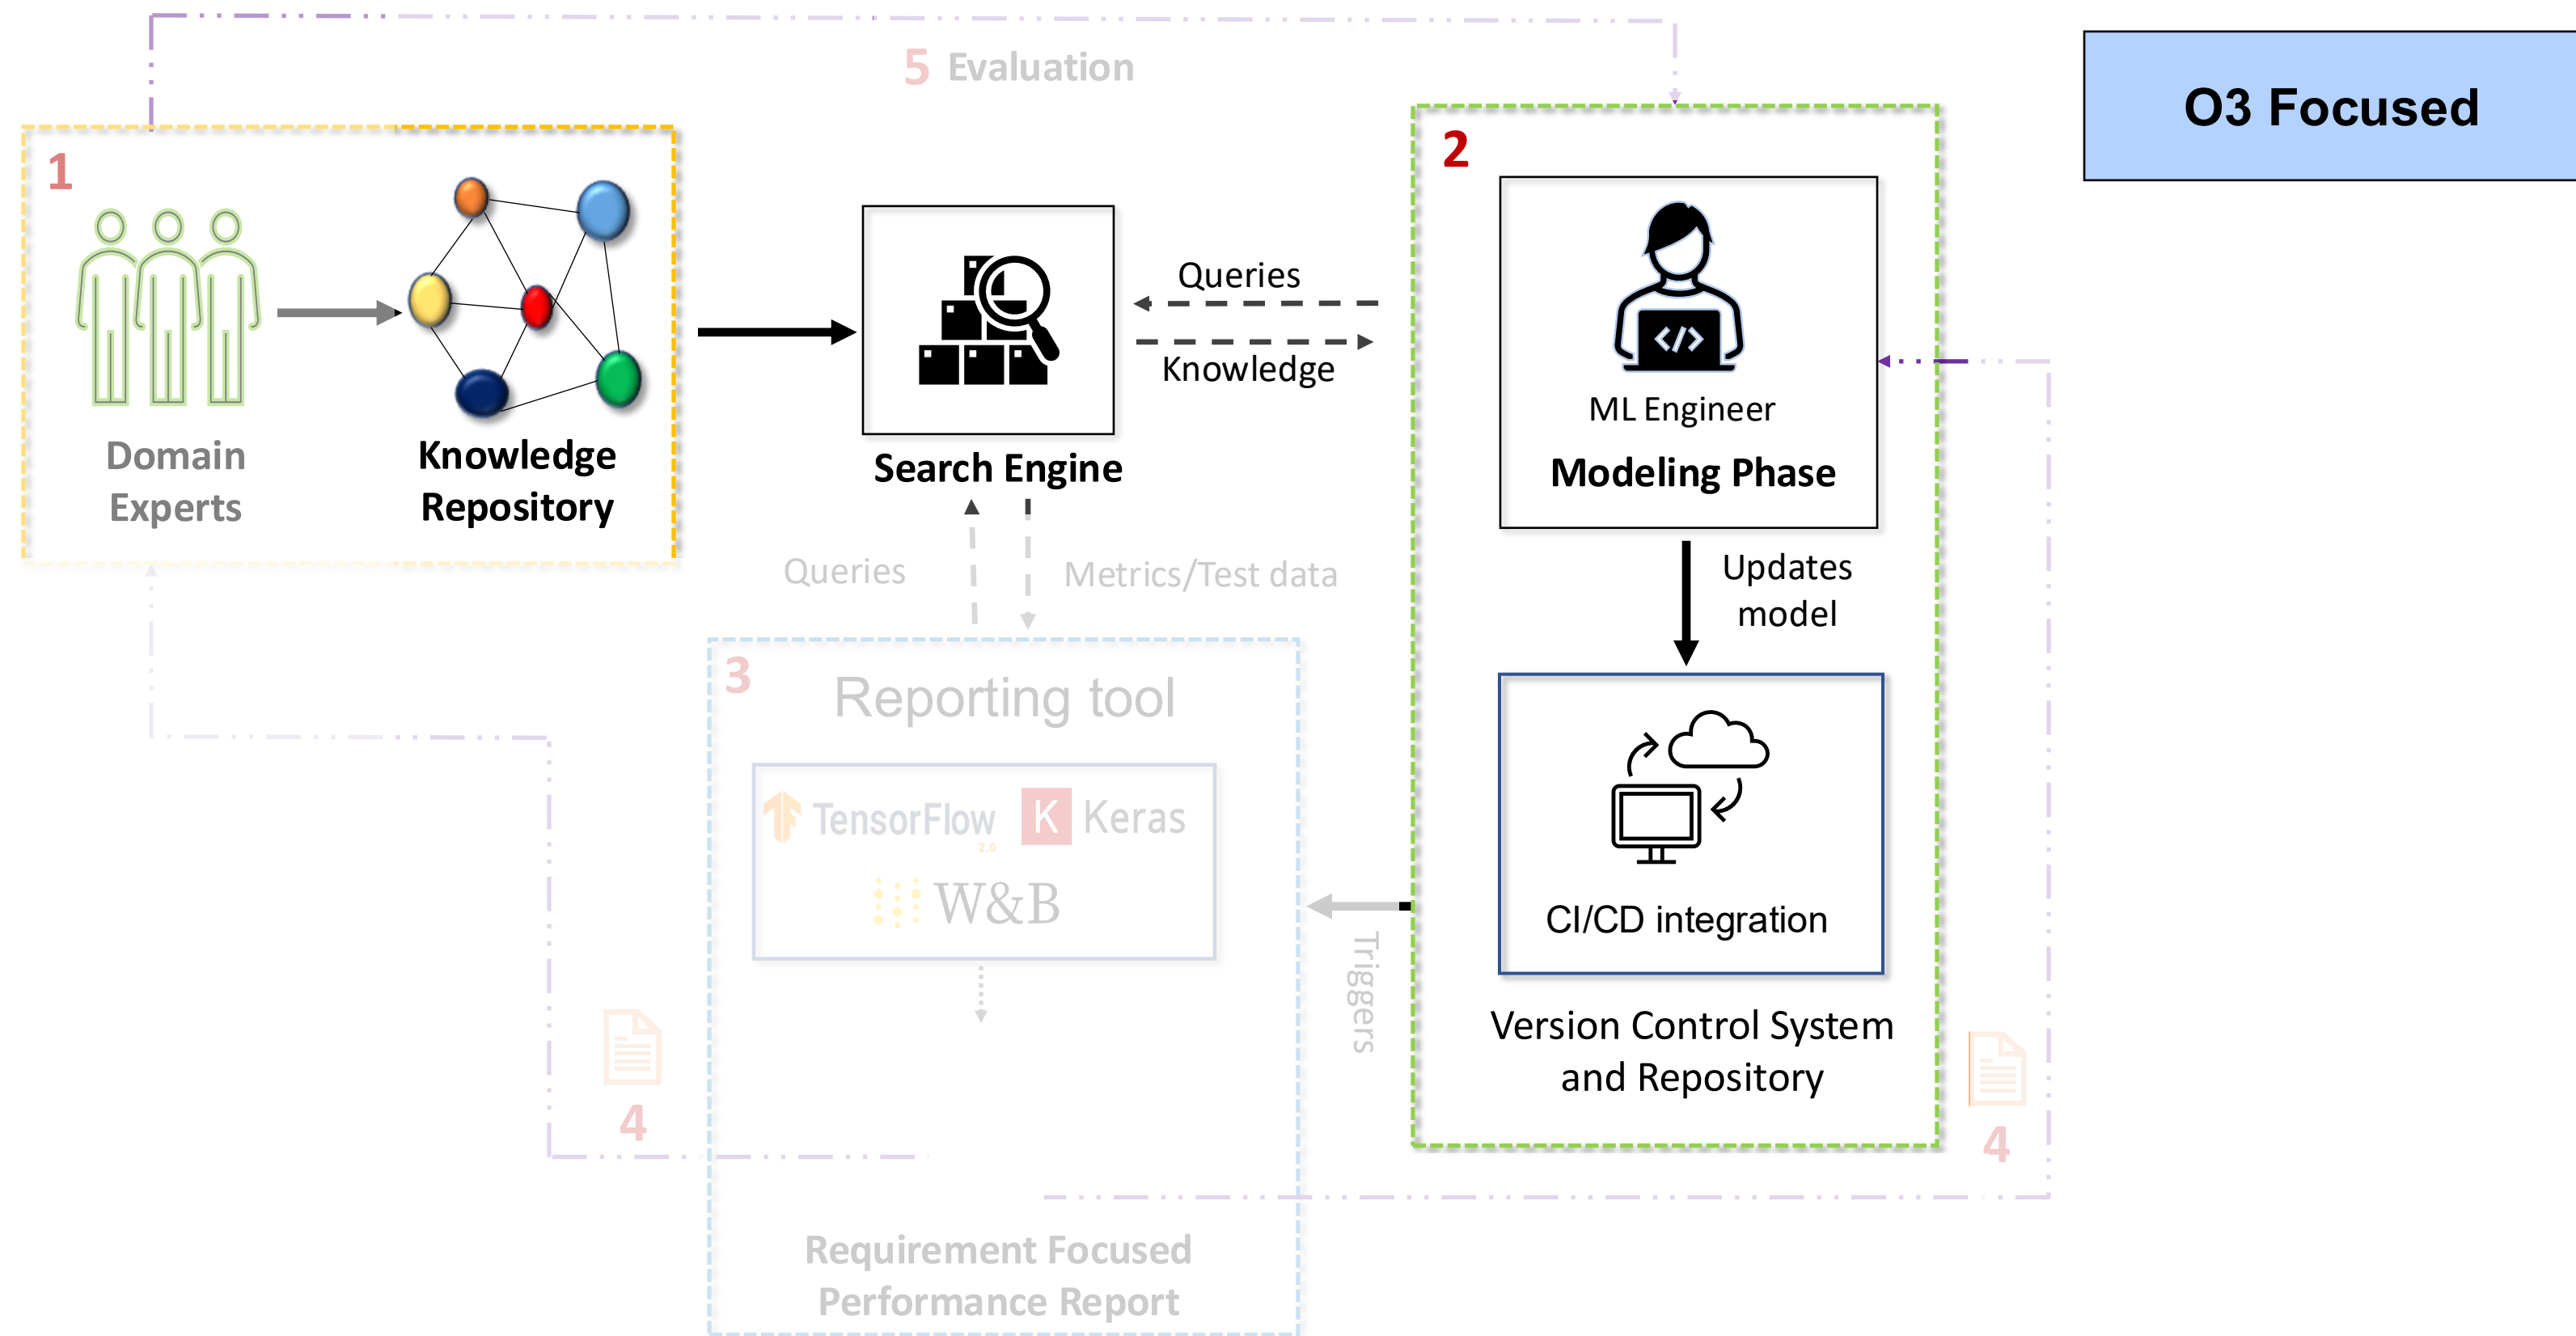 5 Evaluation
O3 Focused
1
2
Domain
Experts
Knowledge
Repository
Search Engine
Queries
Knowledge
</>
ML Engineer
Modeling Phase
Queries
Metrics/Test data
Updates
model
3
Reporting tool
TensorFlow
2.0
K Keras
W&B
Triggers
CI/CD integration
Version Control System
and Repository
4
4
Requirement Focused
Performance Report